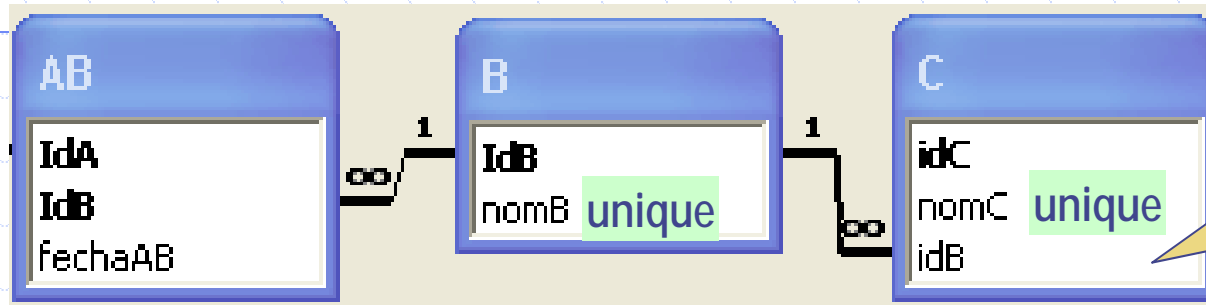 AB
IdA
IdB
fechaAB
∞
1
B
IdB
nomB unique
1
∞
C
idC
nomC unique
idB